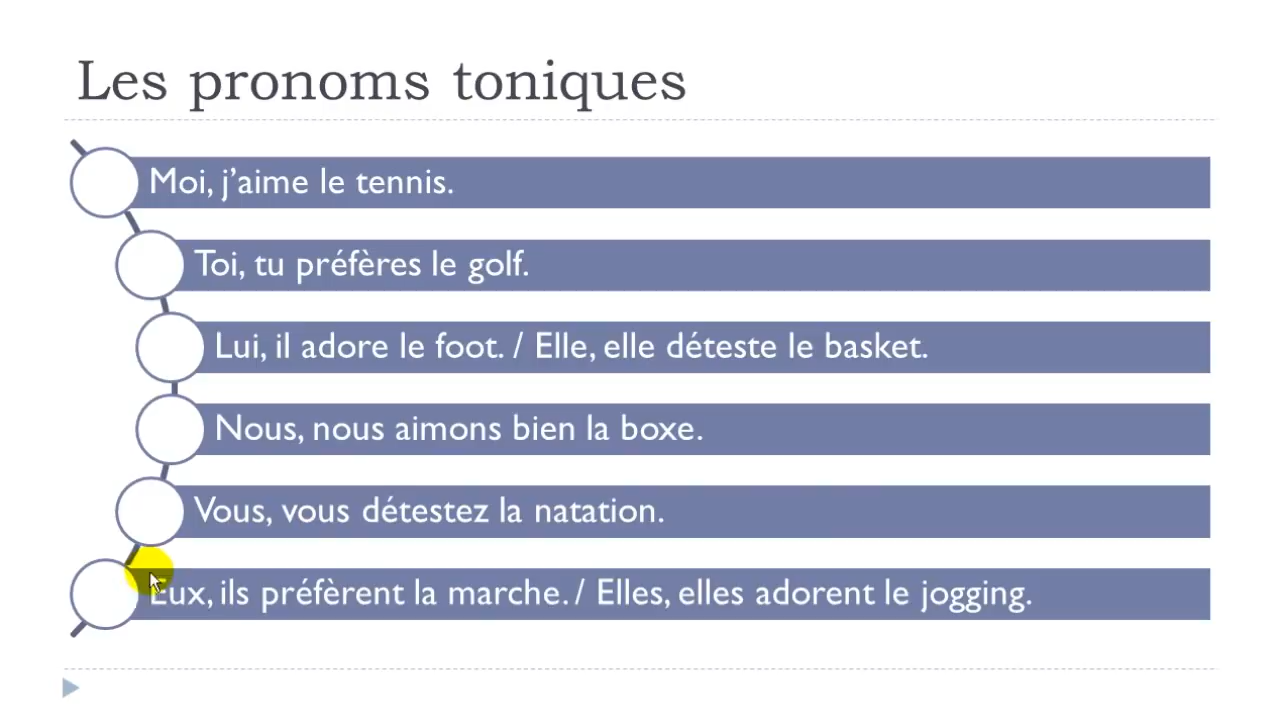 Les pronoms toniques
Moi, j’aime le tennis.
Toi, tu préfères le golf.
Lui, il adore le foot. / Elle, elle déteste le basket.
Nous, nous aimons bien la boxe.
Vous, vous détestez la natation.
Eux, ils préfèrent la marche. / Elles, elles adorent le jogging.